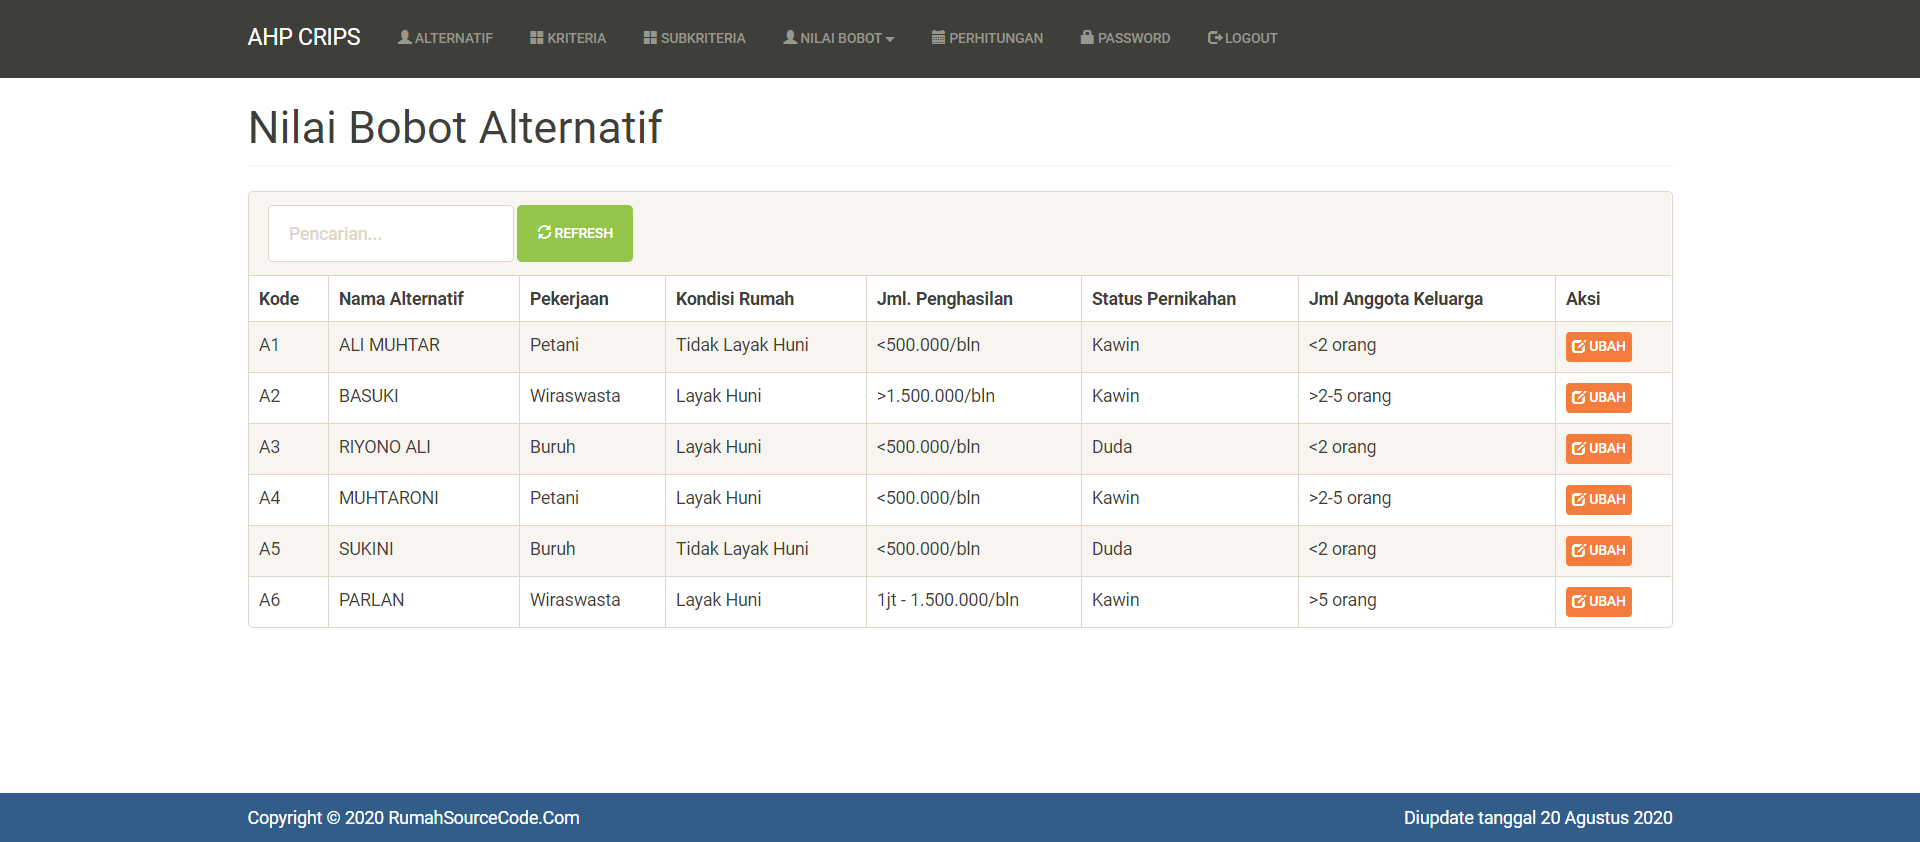 AHP CRIPS ALTERNATIF KRITERIA SUBKRITERIA NILAI BOBOT PERHITUNGAN PASSWORD LOGOUT
Nilai Bobot Alternatif
Pencarian... REFRESH
Kode Nama Alternatif Pekerjaan Kondisi Rumah Jml. Penghasilan Status Pernikahan Jml Anggota Keluarga Aksi
A1 ALI MUHTAR Petani Tidak Layak Huni <500.000/bln Kawin <2 orang UBAH
A2 BASUKI Wiraswasta Layak Huni >1.500.000/bln Kawin >2-5 orang UBAH
A3 RIYONO ALI Buruh Layak Huni <500.000/bln Duda <2 orang UBAH
A4 MUHTARONI Petani Layak Huni <500.000/bln Kawin >2-5 orang UBAH
A5 SUKINI Buruh Tidak Layak Huni <500.000/bln Duda <2 orang UBAH
A6 PARLAN Wiraswasta Layak Huni 1jt - 1.500.000/bln Kawin >5 orang UBAH
Copyright © 2020 RumahSourceCode.Com Diupdate tanggal 20 Agustus 2020